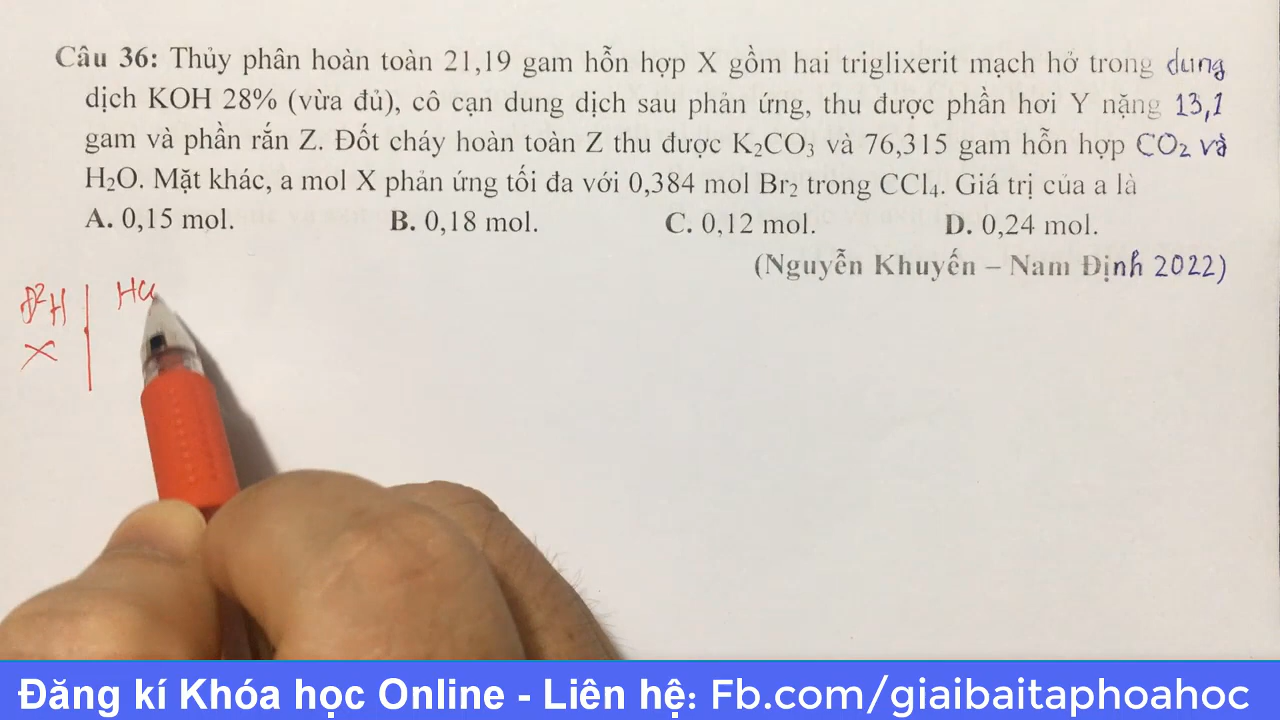 Câu 36: Thủy phân hoàn toàn 21,19 gam hỗn hợp X gồm hai triglixerit mạch hở trong dung
dịch KOH 28% (vừa đủ), cô cạn dung dịch sau phản ứng, thu được phần hơi Y nặng 13,1
gam và phần rắn Z. Đốt cháy hoàn toàn Z thu được K₂CO₃ và 76,315 gam hỗn hợp CO₂ và
H₂O. Mặt khác, a mol X phản ứng tối đa với 0,384 mol Br₂ trong CCl₄. Giá trị của a là
A. 0,15 mol. B. 0,18 mol. C. 0,12 mol. D. 0,24 mol.
(Nguyễn Khuyến – Nam Định 2022)
Đ²H
X
Đăng kí Khóa học Online - Liên hệ: Fb.com/giaibaitaphoahoc